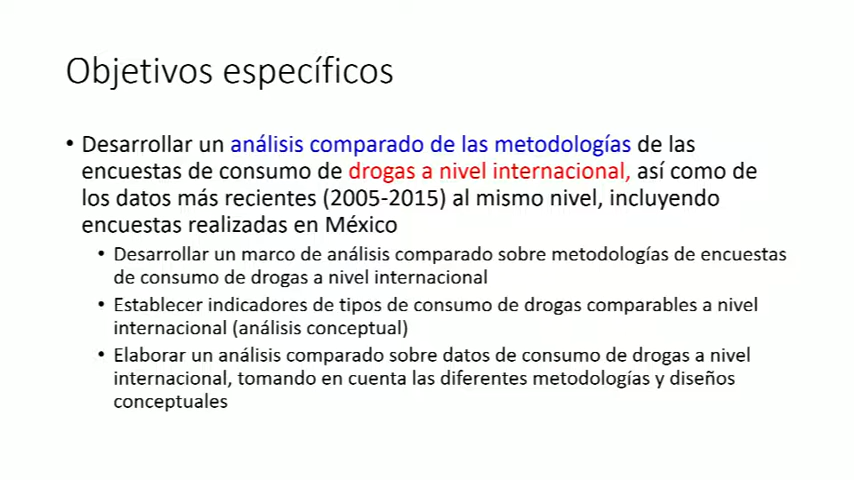 Objetivos específicos
• Desarrollar un análisis comparado de las metodologías de las
encuestas de consumo de drogas a nivel internacional, así como de
los datos más recientes (2005-2015) al mismo nivel, incluyendo
encuestas realizadas en México
• Desarrollar un marco de análisis comparado sobre metodologías de encuestas
de consumo de drogas a nivel internacional
• Establecer indicadores de tipos de consumo de drogas comparables a nivel
internacional (análisis conceptual)
• Elaborar un análisis comparado sobre datos de consumo de drogas a nivel
internacional, tomando en cuenta las diferentes metodologías y diseños
conceptuales